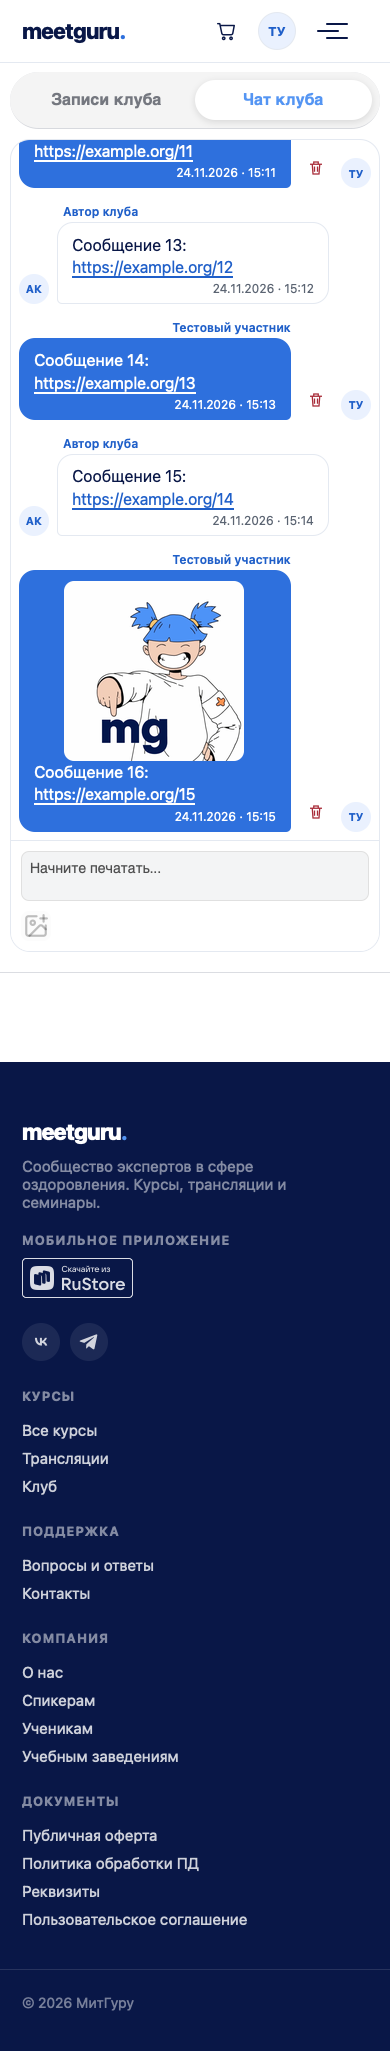 meetguru.
ТУ
Записи клуба
Чат клуба
https://example.org/11
24.11.2026 · 15:11
ТУ
Автор клуба
Сообщение 13:
https://example.org/12
24.11.2026 · 15:12
АК
Тестовый участник
Сообщение 14:
https://example.org/13
24.11.2026 · 15:13
ТУ
Автор клуба
Сообщение 15:
https://example.org/14
24.11.2026 · 15:14
АК
Тестовый участник
mg
Сообщение 16:
https://example.org/15
24.11.2026 · 15:15
ТУ
Начните печатать...
meetguru.
Сообщество экспертов в сфере
оздоровления. Курсы, трансляции и
семинары.
МОБИЛЬНОЕ ПРИЛОЖЕНИЕ
Скачайте из
RuStore
КУРСЫ
Все курсы
Трансляции
Клуб
ПОДДЕРЖКА
Вопросы и ответы
Контакты
КОМПАНИЯ
О нас
Спикерам
Ученикам
Учебным заведениям
ДОКУМЕНТЫ
Публичная оферта
Политика обработки ПД
Реквизиты
Пользовательское соглашение
© 2026 МитГуру